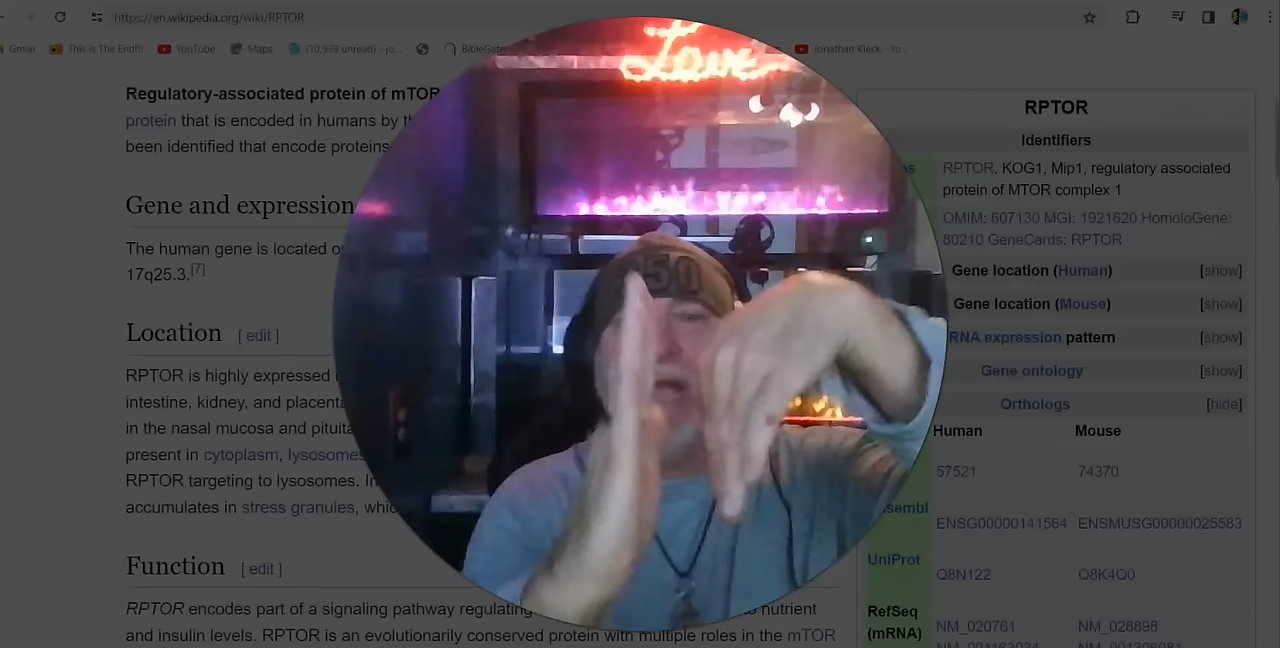 https://en.wikipedia.org/wiki/RPTOR
Gmail This is The End!!! YouTube Maps (10,939 unread) - jo... BibleGate Jonathan Kleck - Yo...
Regulatory-associated protein of mTOR
protein that is encoded in humans by
been identified that encode proteins
Gene and expression
The human gene is located
17q25.3.[7]
Location [ edit ]
RPTOR is highly expressed
intestine, kidney, and placenta
in the nasal mucosa and
present in cytoplasm, lysosomes
RPTOR targeting to lysosomes.
accumulates in stress granules,
Function [ edit ]
RPTOR encodes part of a signaling pathway regulating nutrient
and insulin levels. RPTOR is an evolutionarily conserved protein with multiple roles in the mTOR
Love
50
RPTOR
Identifiers
RPTOR, KOG1, Mip1, regulatory associated
protein of MTOR complex 1
OMIM: 607130 MGI: 1921620 HomoloGene:
80210 GeneCards: RPTOR
Gene location (Human) [show]
Gene location (Mouse) [show]
RNA expression pattern [show]
Gene ontology [show]
Orthologs [hide]
Human Mouse
57521 74370
sembl
ENSG00000141564 ENSMUSG00000025583
UniProt
Q8N122 Q8K4Q0
RefSeq
(mRNA)
NM_020761 NM_028898